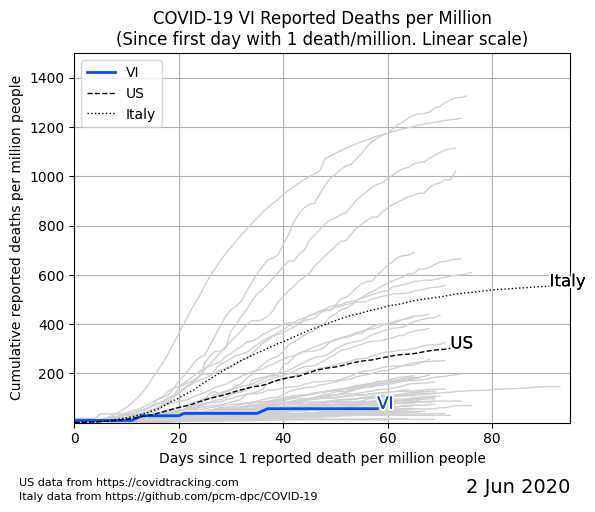 COVID-19 VI Reported Deaths per Million
(Since first day with 1 death/million. Linear scale)
Cumulative reported deaths per million people
1400
1200
1000
800
600
400
200
VI
US
Italy
Italy
US
VI
0
20
40
60
80
Days since 1 reported death per million people
US data from https://covidtracking.com
Italy data from https://github.com/pcm-dpc/COVID-19
2 Jun 2020